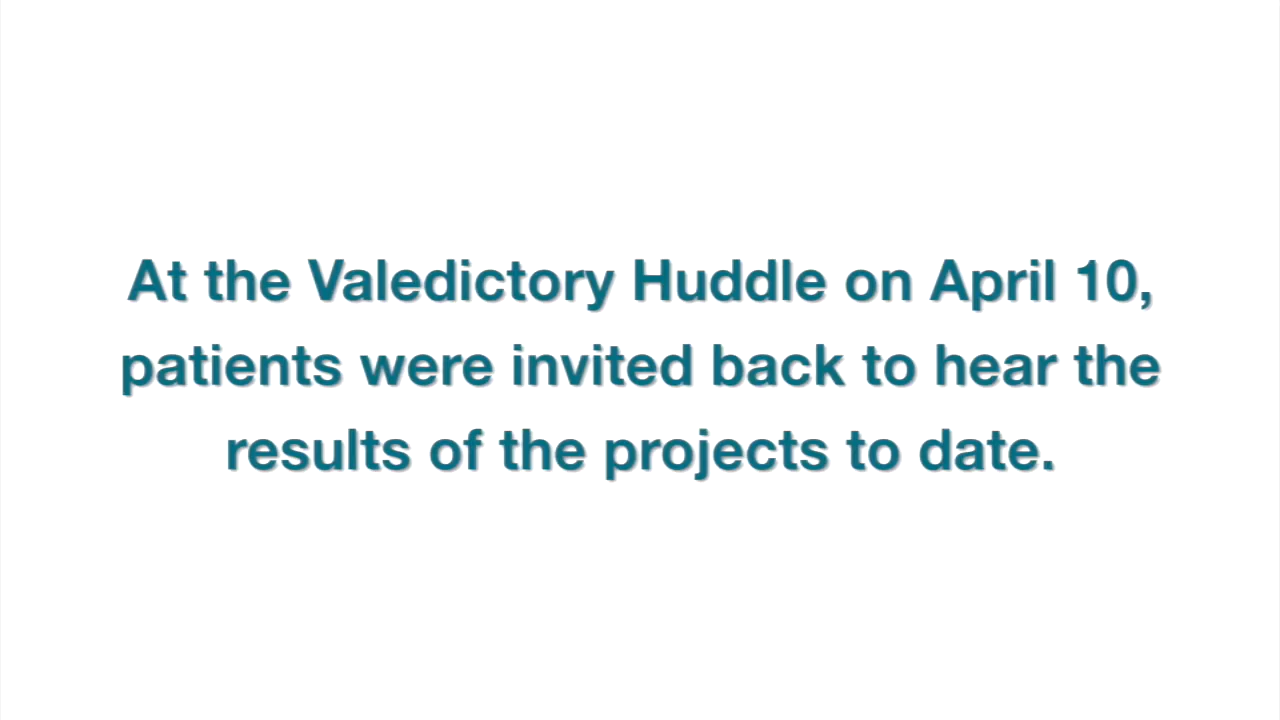 At the Valedictory Huddle on April 10,
patients were invited back to hear the
results of the projects to date.